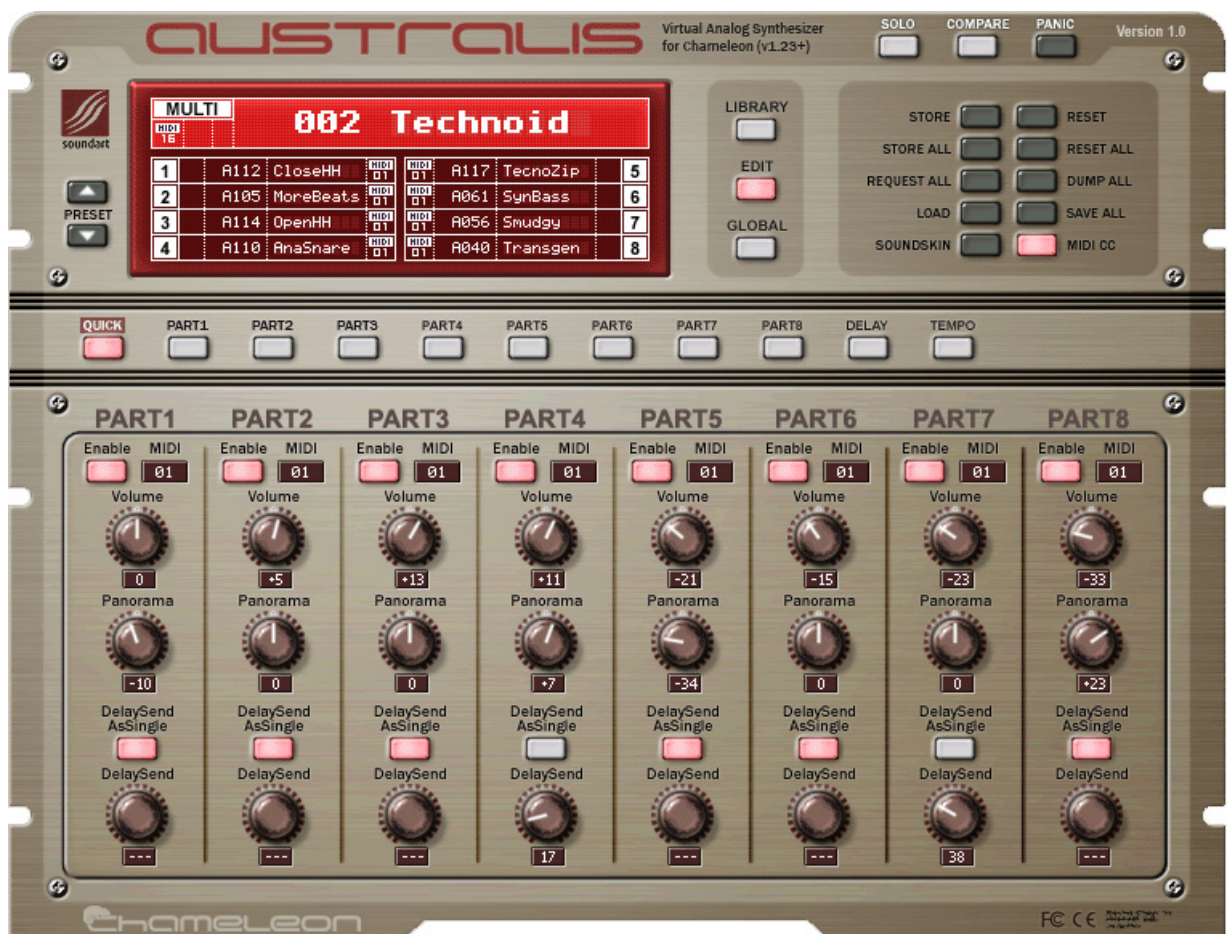 australis
Virtual Analog Synthesizer
for Chameleon (v1.23+)
SOLO COMPARE PANIC
Version 1.0
soundart
PRESET
MULTI
MIDI
16
002 Technoid
1 A112 CloseHH MIDI 01 MIDI 01 A117 TecnoZip 5
2 A105 MoreBeats MIDI 01 MIDI 01 A061 SynBass 6
3 A114 OpenHH MIDI 01 MIDI 01 A056 Smudgy 7
4 A110 AnaSnare MIDI 01 MIDI 01 A040 Transgen 8
LIBRARY
EDIT
GLOBAL
STORE RESET
STORE ALL RESET ALL
REQUEST ALL DUMP ALL
LOAD SAVE ALL
SOUNDSKIN MIDI CC
QUICK PART1 PART2 PART3 PART4 PART5 PART6 PART7 PART8 DELAY TEMPO
PART1 PART2 PART3 PART4 PART5 PART6 PART7 PART8
Enable MIDI Enable MIDI Enable MIDI Enable MIDI Enable MIDI Enable MIDI Enable MIDI Enable MIDI
01 01 01 01 01 01 01 01
Volume Volume Volume Volume Volume Volume Volume Volume
0 +5 +13 +11 -21 -15 -23 -33
Panorama Panorama Panorama Panorama Panorama Panorama Panorama Panorama
-10 0 0 +7 -34 0 0 +23
DelaySend DelaySend DelaySend DelaySend DelaySend DelaySend DelaySend DelaySend
AsSingle AsSingle AsSingle AsSingle AsSingle AsSingle AsSingle AsSingle
DelaySend DelaySend DelaySend DelaySend DelaySend DelaySend DelaySend DelaySend
--- --- --- 17 --- --- 38 ---
chameleon
FC CE